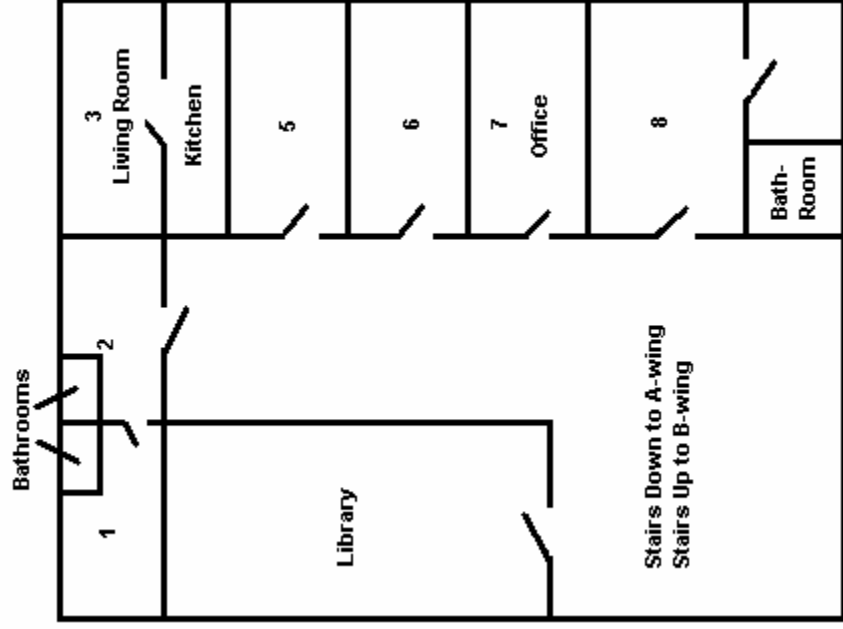 Bathrooms
1
2
3
Living Room
Kitchen
Library
5
6
7
Office
8
Bath-
Room
Stairs Down to A-wing
Stairs Up to B-wing